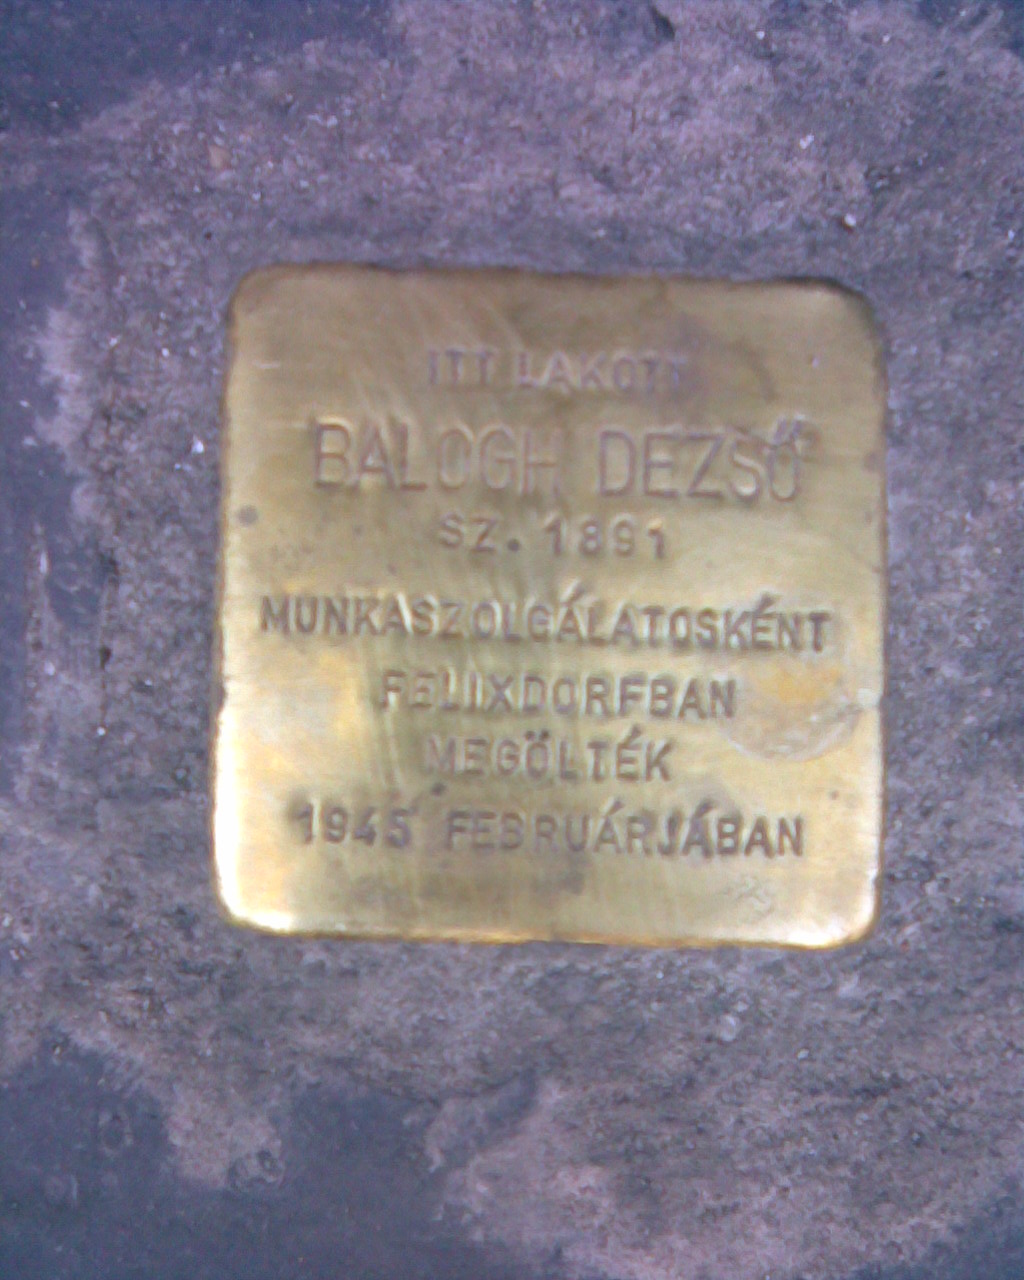 ITT LAKOTT
BALOGH DEZSŐ
SZ. 1891
MUNKASZOLGÁLATOSKÉNT
FELIXDORFBAN
MEGÖLTÉK
1945 FEBRUÁRJÁBAN